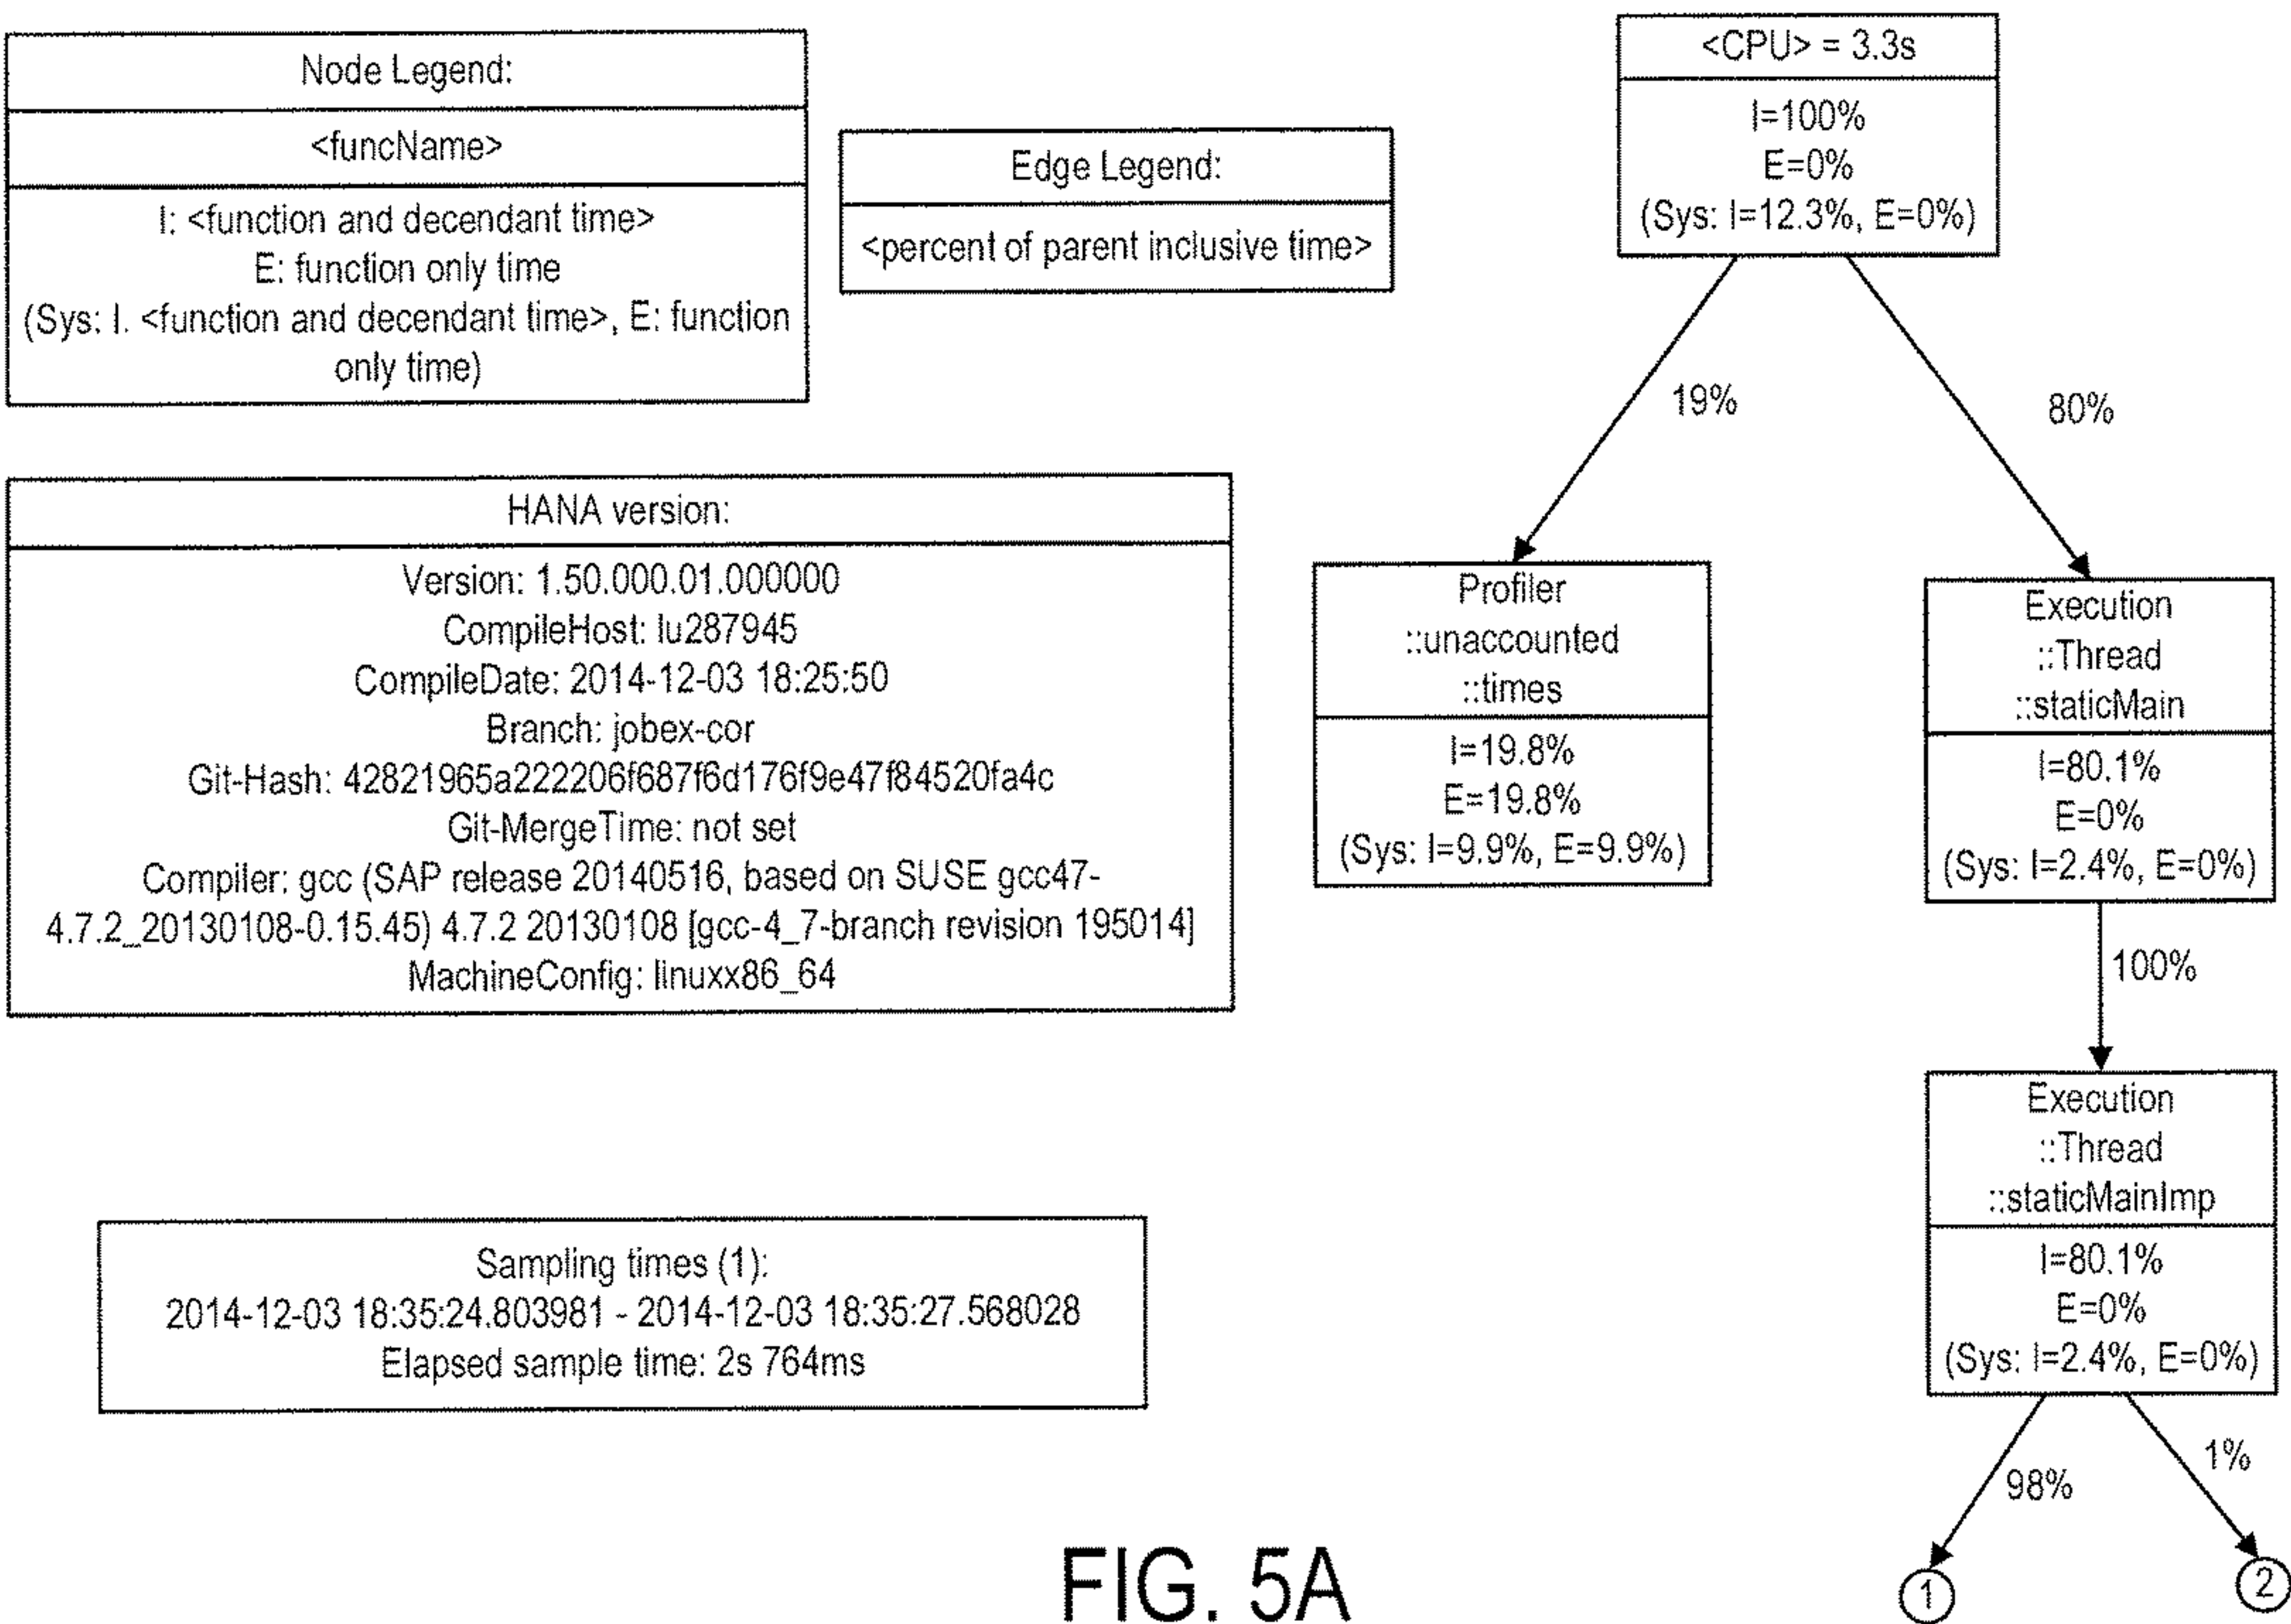 Node Legend:
<funcName>
I: <function and decendant time>
E: function only time
(Sys: I. <function and decendant time>, E: function
only time)
Edge Legend:
<percent of parent inclusive time>
<CPU> = 3.3s
I=100%
E=0%
(Sys: I=12.3%, E=0%)
19%
80%
HANA version:
Version: 1.50.000.01.000000
CompileHost: lu287945
CompileDate: 2014-12-03 18:25:50
Branch: jobex-cor
Git-Hash: 42821965a222206f687f6d176f9e47f84520fa4c
Git-MergeTime: not set
Compiler: gcc (SAP release 20140516, based on SUSE gcc47-
4.7.2_20130108-0.15.45) 4.7.2 20130108 [gcc-4_7-branch revision 195014]
MachineConfig: linuxx86_64
Profiler
::unaccounted
::times
I=19.8%
E=19.8%
(Sys: I=9.9%, E=9.9%)
Execution
::Thread
::staticMain
I=80.1%
E=0%
(Sys: I=2.4%, E=0%)
100%
Execution
::Thread
::staticMainImp
I=80.1%
E=0%
(Sys: I=2.4%, E=0%)
Sampling times (1):
2014-12-03 18:35:24.803981 - 2014-12-03 18:35:27.568028
Elapsed sample time: 2s 764ms
98%
1%
1
2
FIG. 5A